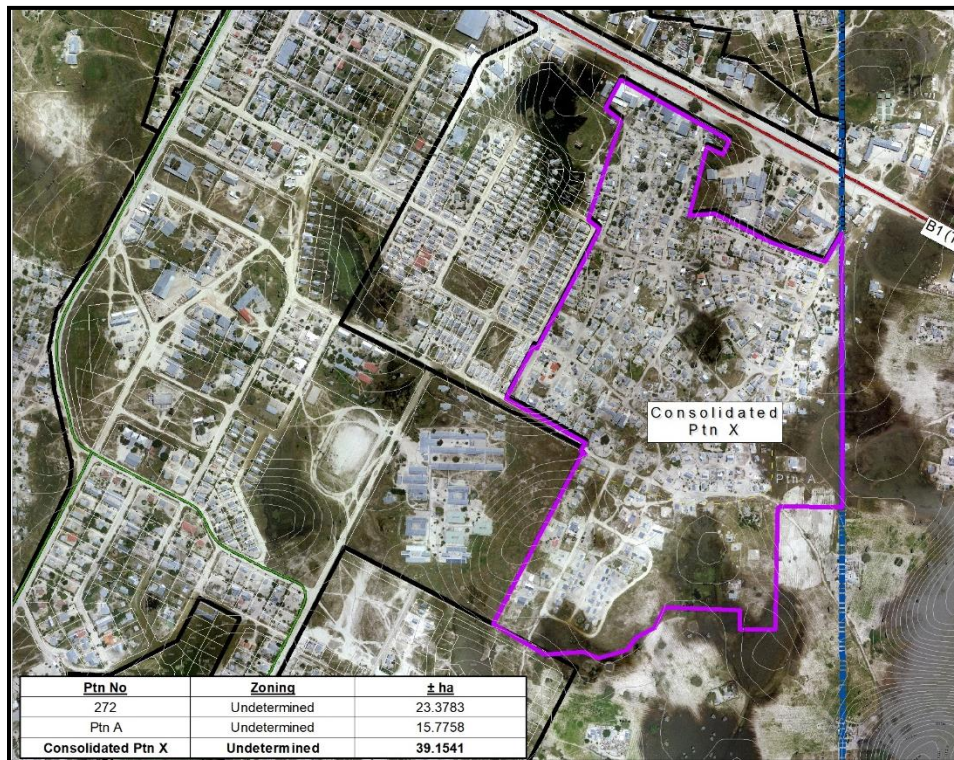 B1 (T
Consolidated
Ptn X
Ptn A
Ptn No Zoning ± ha
272 Undetermined 23.3783
Ptn A Undetermined 15.7758
Consolidated Ptn X Undetermined 39.1541